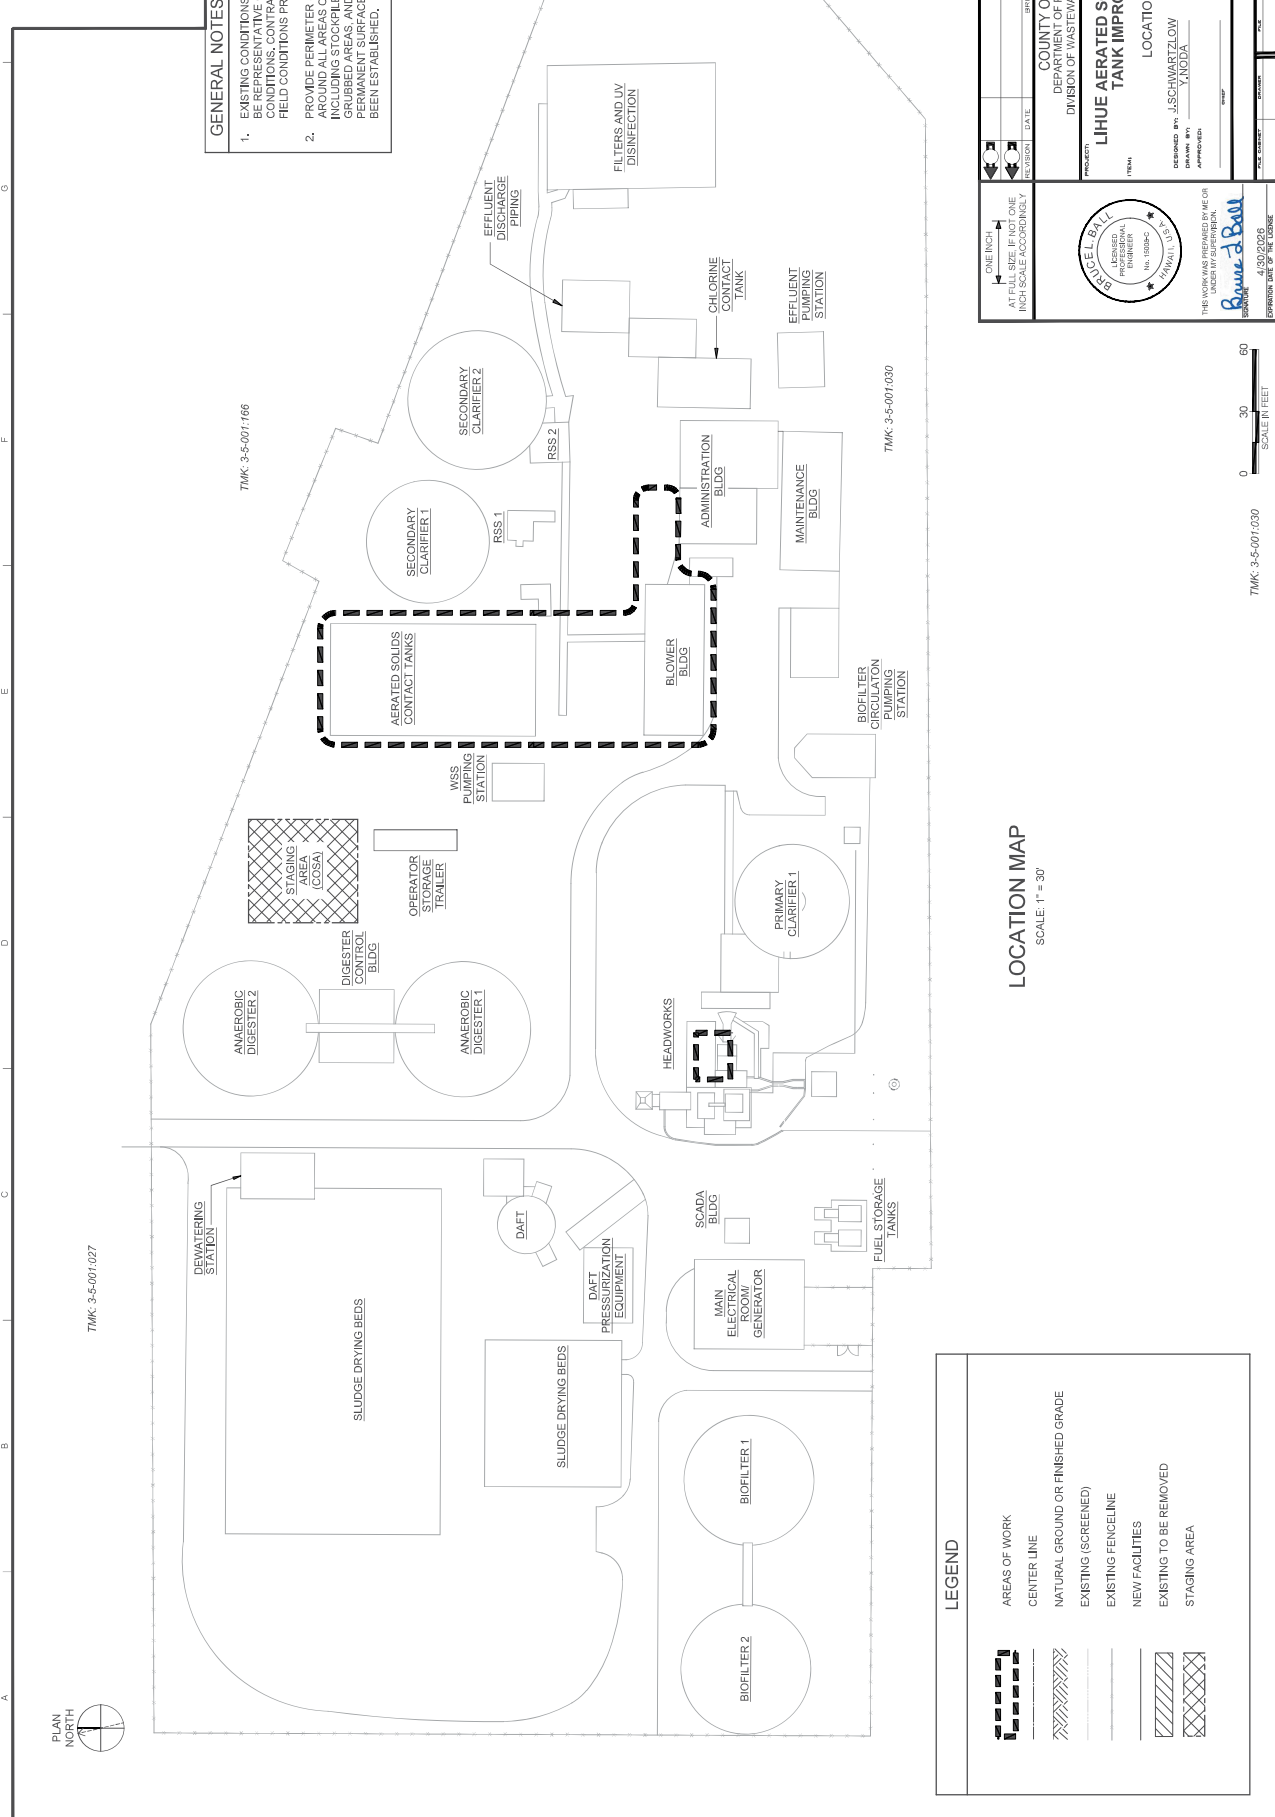 A
B
C
D
E
F
G
PLAN
NORTH
TMK: 3-5-001:027
TMK: 3-5-001:166
GENERAL NOTES
1. EXISTING CONDITIONS
BE REPRESENTATIVE
CONDITIONS. CONTRA
FIELD CONDITIONS PR
2. PROVIDE PERIMETER
AROUND ALL AREAS O
INCLUDING STOCKPILE
GRUBBED AREAS, AND
PERMANENT SURFACE
BEEN ESTABLISHED.
DEWATERING
STATION
SLUDGE DRYING BEDS
SLUDGE DRYING BEDS
DAFT
DAFT
PRESSURIZATION
EQUIPMENT
ANAEROBIC
DIGESTER 2
DIGESTER
CONTROL
BLDG
ANAEROBIC
DIGESTER 1
STAGING
AREA
(COSA)
OPERATOR
STORAGE
TRAILER
WSS
PUMPING
STATION
AERATED SOLIDS
CONTACT TANKS
BLOWER
BLDG
SECONDARY
CLARIFIER 1
RSS 1
SECONDARY
CLARIFIER 2
RSS 2
EFFLUENT
DISCHARGE
PIPING
FILTERS AND UV
DISINFECTION
CHLORINE
CONTACT
TANK
EFFLUENT
PUMPING
STATION
ADMINISTRATION
BLDG
MAINTENANCE
BLDG
TMK: 3-5-001:030
BIOFILTER
CIRCULATON
PUMPING
STATION
PRIMARY
CLARIFIER 1
HEADWORKS
SCADA
BLDG
FUEL STORAGE
TANKS
MAIN
ELECTRICAL
ROOM/
GENERATOR
BIOFILTER 1
BIOFILTER 2
LOCATION MAP
SCALE: 1" = 30'
TMK: 3-5-001:030
0 30 60
SCALE IN FEET
LEGEND
AREAS OF WORK
CENTER LINE
NATURAL GROUND OR FINISHED GRADE
EXISTING (SCREENED)
EXISTING FENCELINE
NEW FACILITIES
EXISTING TO BE REMOVED
STAGING AREA
ONE INCH
AT FULL SIZE, IF NOT ONE
INCH SCALE ACCORDINGLY
BRUCE L. BALL
LICENSED
PROFESSIONAL
ENGINEER
HAWAII, U.S.A.
THIS WORK WAS PREPARED BY ME OR
UNDER MY SUPERVISION.
Bruce L Ball
SIGNATURE
4/30/2026
EXPIRATION DATE OF THE LICENSE
REVISION DATE
COUNTY O
DEPARTMENT OF P
DIVISION OF WASTEWA
PROJECT:
LIHUE AERATED S
TANK IMPRO
ITEM:
LOCATIO
DESIGNED BY: J.SCHWARTZLOW
DRAWN BY: Y.NODA
APPROVED:
CHIEF
FILE CABINET DRAWER FILE